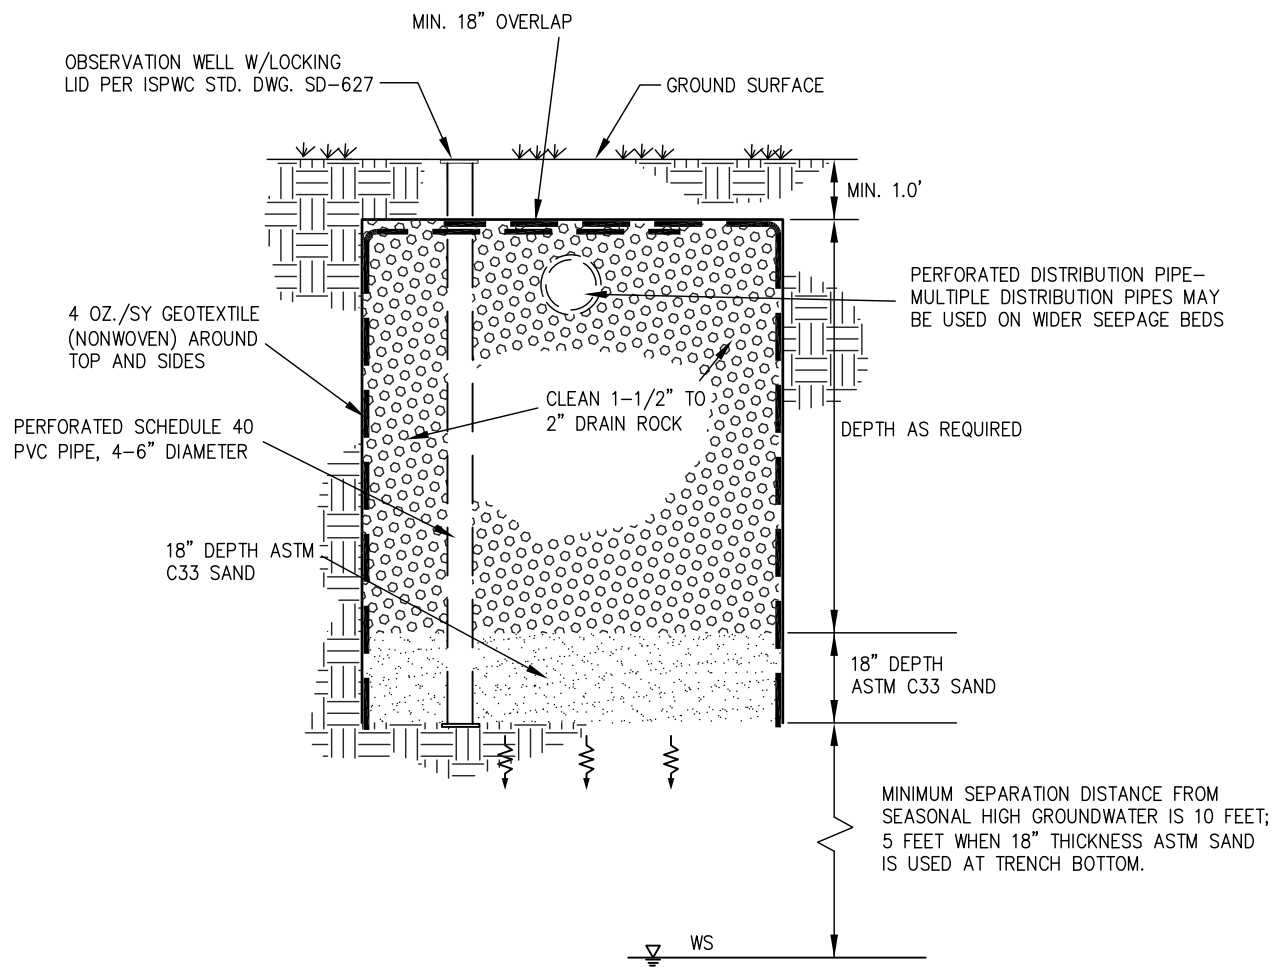 MIN. 18” OVERLAP
OBSERVATION WELL W/LOCKING
LID PER ISPWC STD. DWG. SD–627
GROUND SURFACE
MIN. 1.0’
PERFORATED DISTRIBUTION PIPE–
MULTIPLE DISTRIBUTION PIPES MAY
BE USED ON WIDER SEEPAGE BEDS
4 OZ./SY GEOTEXTILE
(NONWOVEN) AROUND
TOP AND SIDES
CLEAN 1–1/2” TO
2” DRAIN ROCK
PERFORATED SCHEDULE 40
PVC PIPE, 4–6” DIAMETER
DEPTH AS REQUIRED
18” DEPTH ASTM
C33 SAND
18” DEPTH
ASTM C33 SAND
MINIMUM SEPARATION DISTANCE FROM
SEASONAL HIGH GROUNDWATER IS 10 FEET;
5 FEET WHEN 18” THICKNESS ASTM SAND
IS USED AT TRENCH BOTTOM.
WS